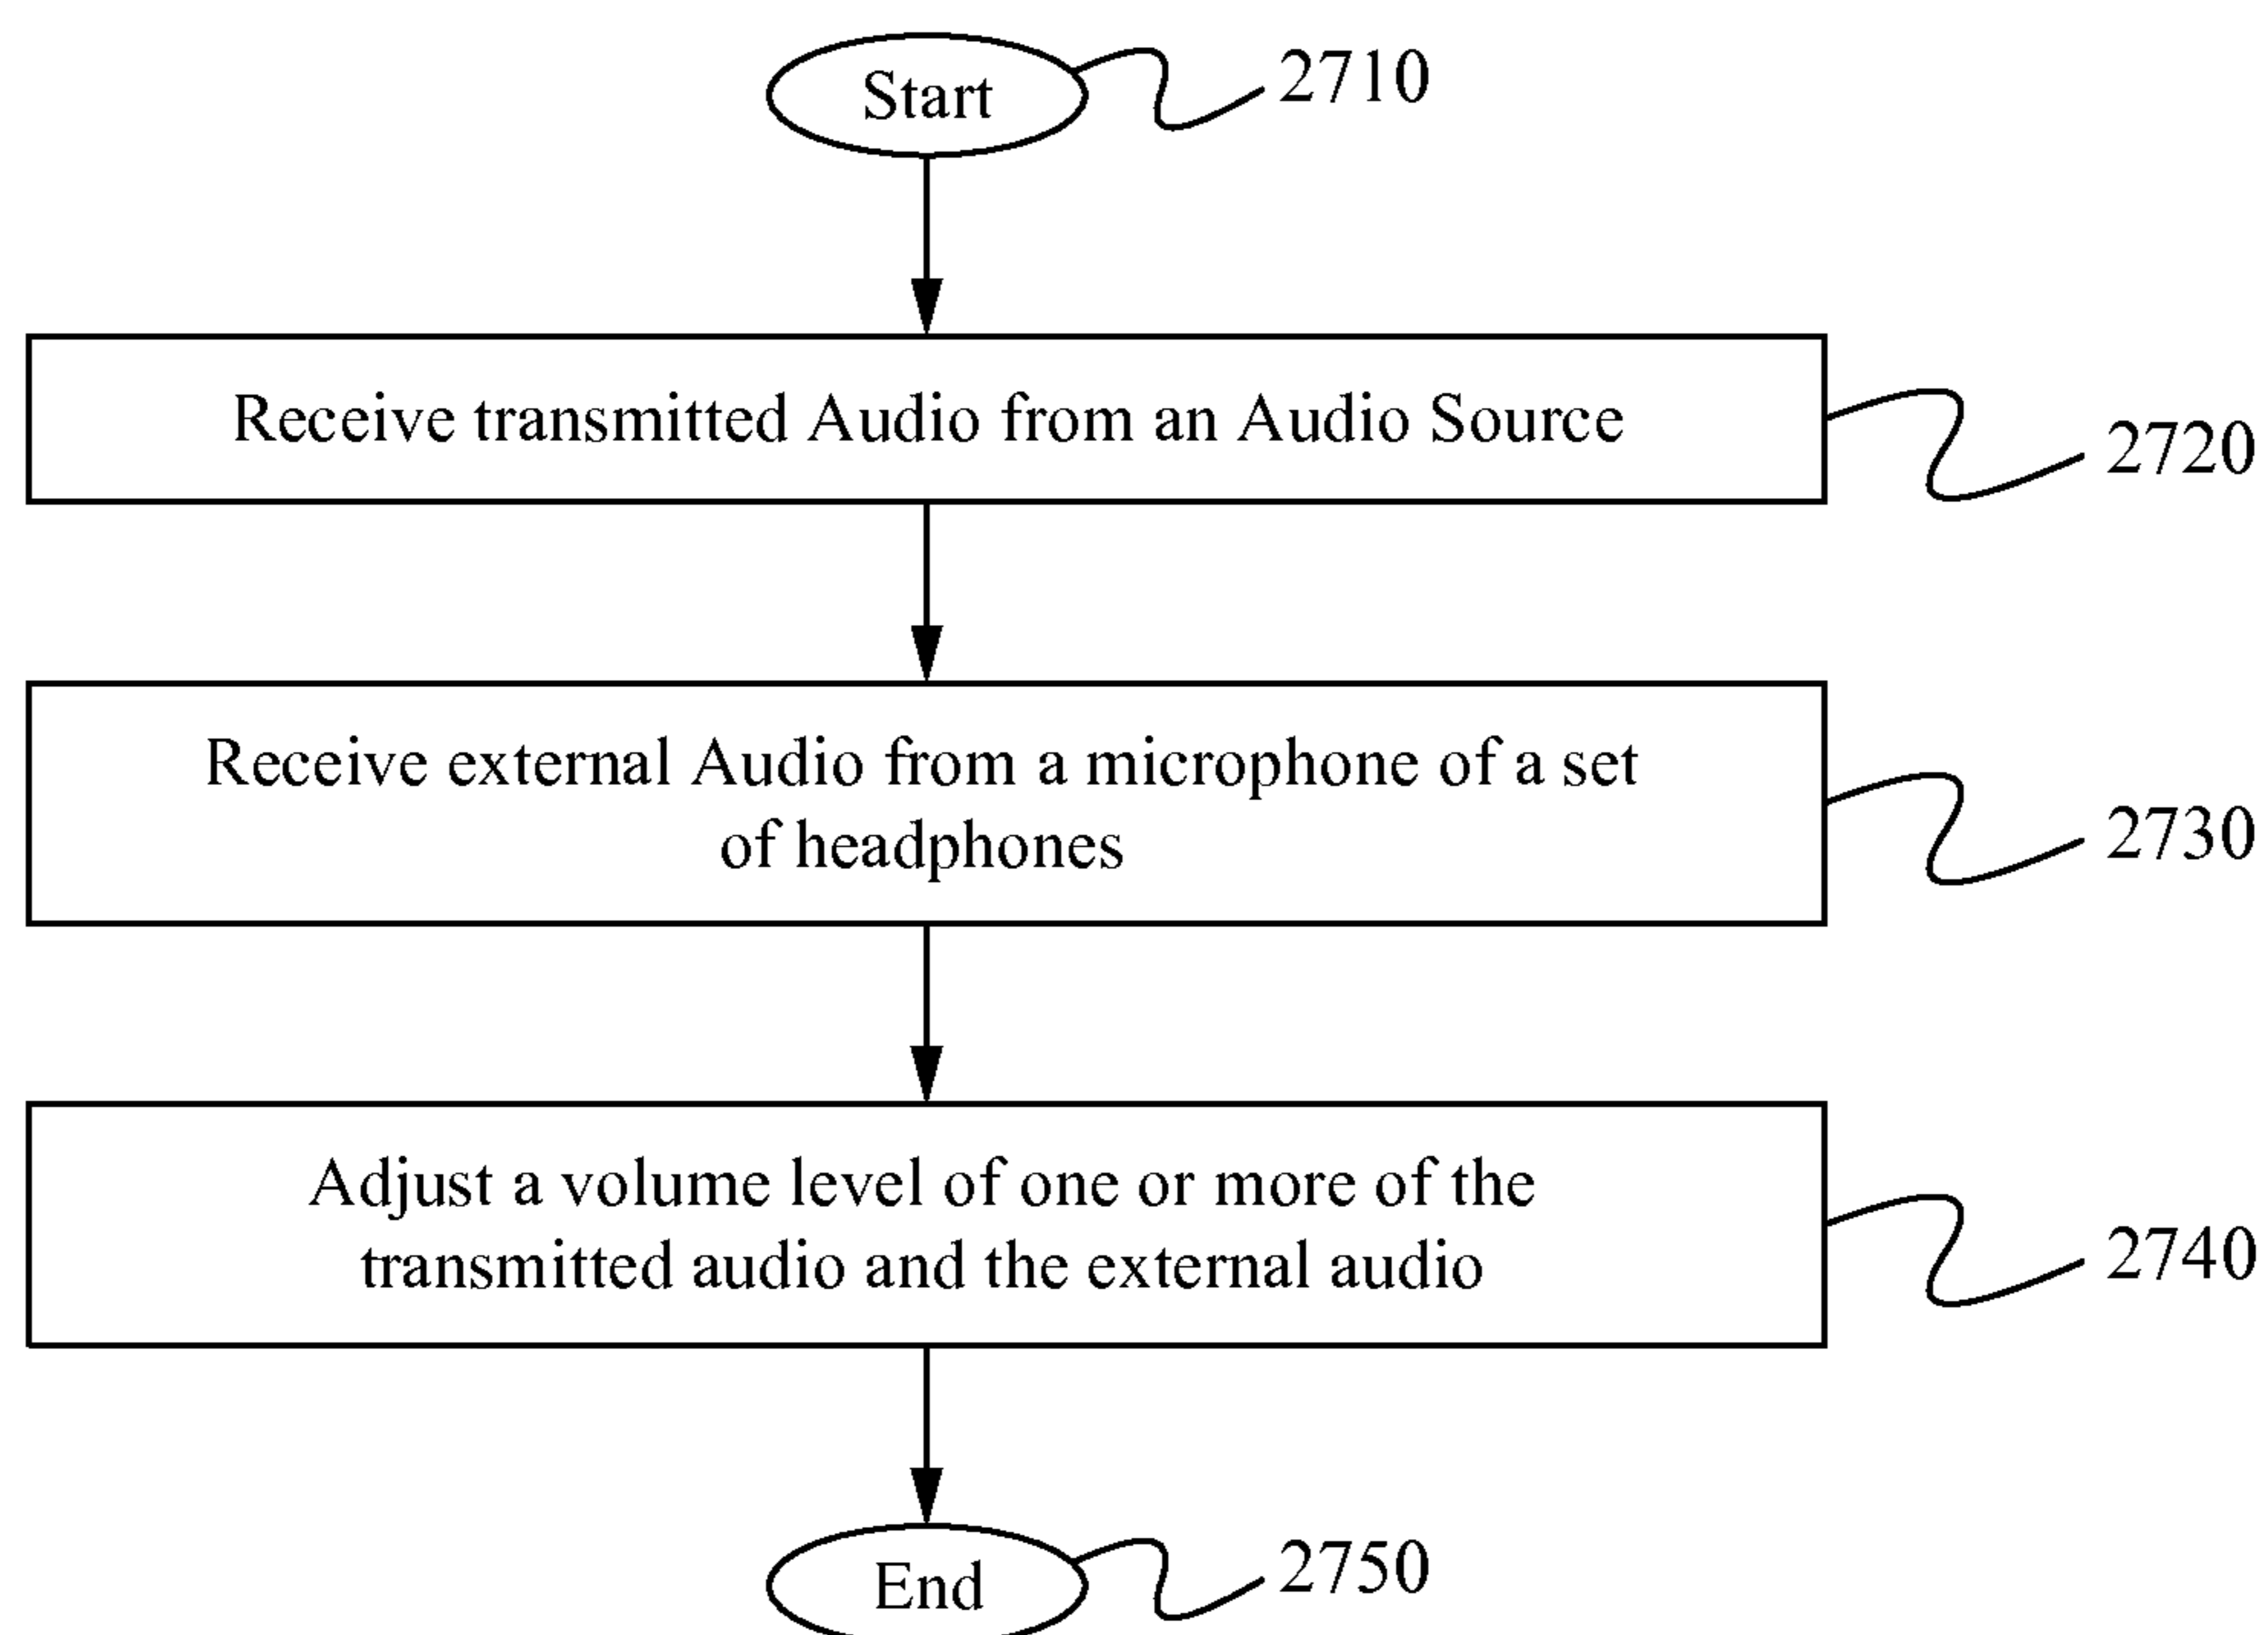 Start
2710
Receive transmitted Audio from an Audio Source
2720
Receive external Audio from a microphone of a set
of headphones
2730
Adjust a volume level of one or more of the
transmitted audio and the external audio
2740
End
2750